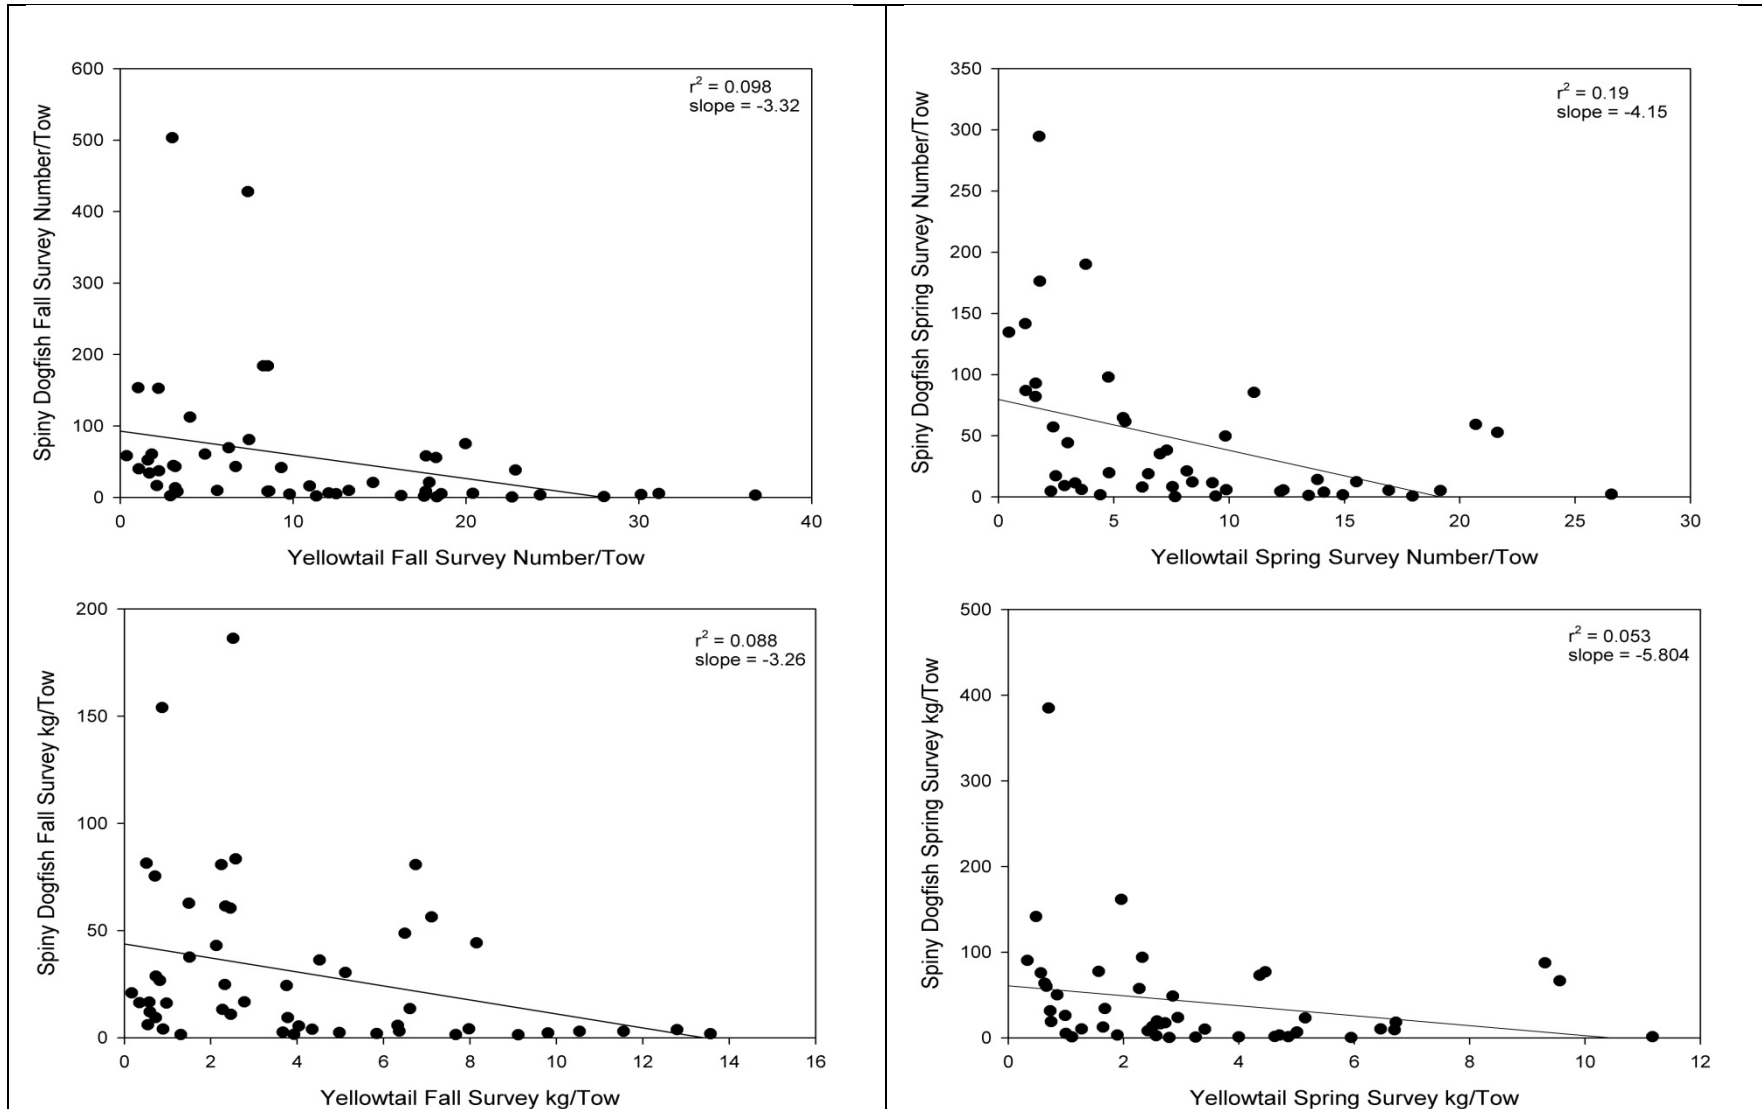 r² = 0.098
slope = -3.32
600
500
400
300
200
100
0
Spiny Dogfish Fall Survey Number/Tow
0 10 20 30 40
Yellowtail Fall Survey Number/Tow
r² = 0.19
slope = -4.15
350
300
250
200
150
100
50
0
Spiny Dogfish Spring Survey Number/Tow
0 5 10 15 20 25 30
Yellowtail Spring Survey Number/Tow
r² = 0.088
slope = -3.26
200
150
100
50
0
Spiny Dogfish Fall Survey kg/Tow
0 2 4 6 8 10 12 14 16
Yellowtail Fall Survey kg/Tow
r² = 0.053
slope = -5.804
500
400
300
200
100
0
Spiny Dogfish Spring Survey kg/Tow
0 2 4 6 8 10 12
Yellowtail Spring Survey kg/Tow